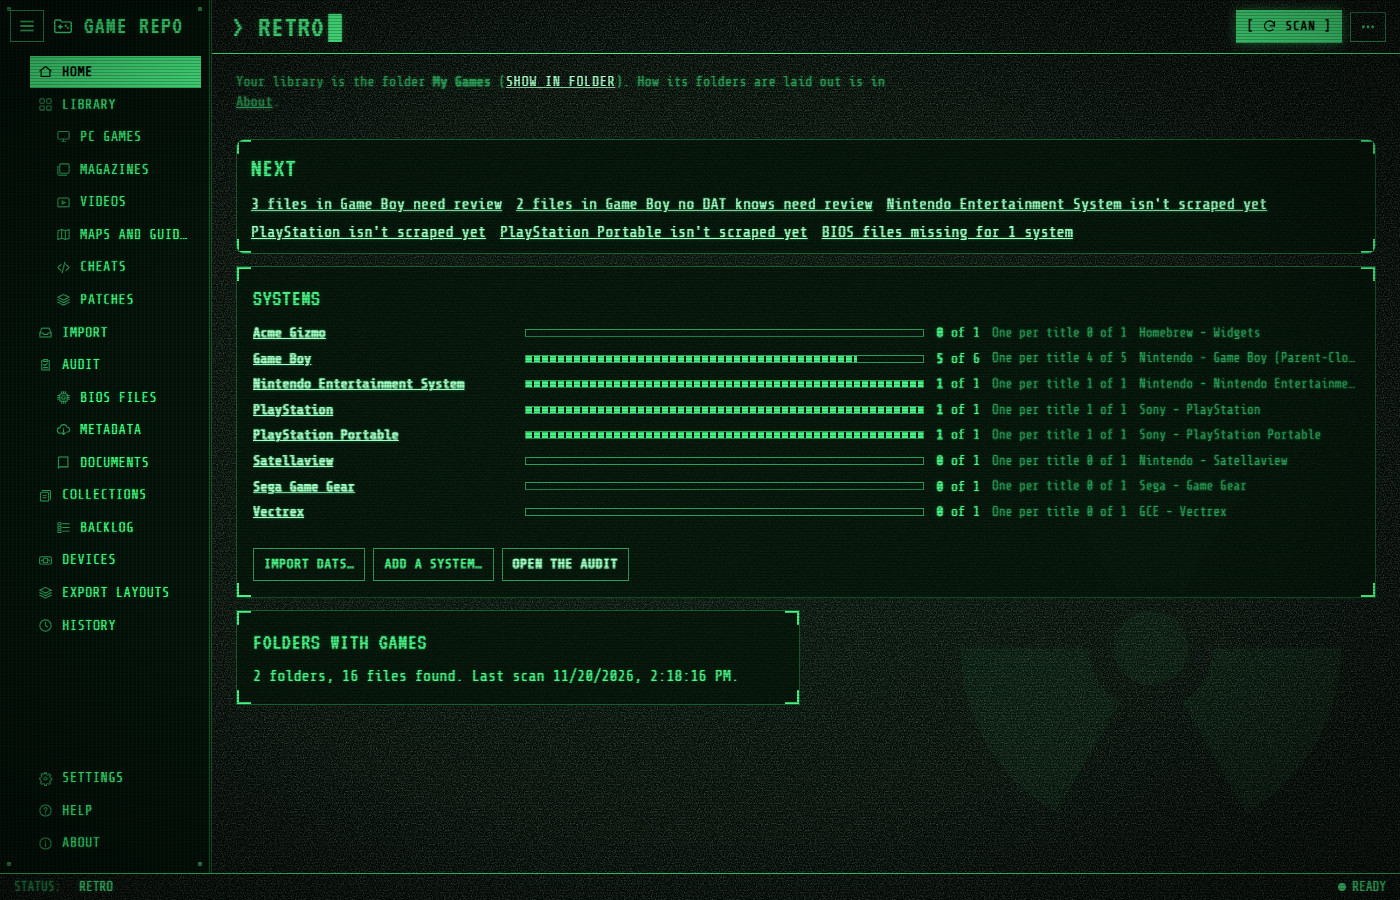 GAME REPO
HOME
LIBRARY
PC GAMES
MAGAZINES
VIDEOS
MAPS AND GUID…
CHEATS
PATCHES
IMPORT
AUDIT
BIOS FILES
METADATA
DOCUMENTS
COLLECTIONS
BACKLOG
DEVICES
EXPORT LAYOUTS
HISTORY
SETTINGS
HELP
ABOUT
❯ RETRO
[ SCAN ]
Your library is the folder My Games (SHOW IN FOLDER). How its folders are laid out is in
About.
NEXT
3 files in Game Boy need review 2 files in Game Boy no DAT knows need review Nintendo Entertainment System isn't scraped yet
PlayStation isn't scraped yet PlayStation Portable isn't scraped yet BIOS files missing for 1 system
SYSTEMS
Acme Gizmo 0 of 1 One per title 0 of 1 Homebrew - Widgets
Game Boy 5 of 6 One per title 4 of 5 Nintendo - Game Boy (Parent-Clo…
Nintendo Entertainment System 1 of 1 One per title 1 of 1 Nintendo - Nintendo Entertainme…
PlayStation 1 of 1 One per title 1 of 1 Sony - PlayStation
PlayStation Portable 1 of 1 One per title 1 of 1 Sony - PlayStation Portable
Satellaview 0 of 1 One per title 0 of 1 Nintendo - Satellaview
Sega Game Gear 0 of 1 One per title 0 of 1 Sega - Game Gear
Vectrex 0 of 1 One per title 0 of 1 GCE - Vectrex
IMPORT DATS… ADD A SYSTEM… OPEN THE AUDIT
FOLDERS WITH GAMES
2 folders, 16 files found. Last scan 11/20/2026, 2:18:16 PM.
STATUS: RETRO
READY